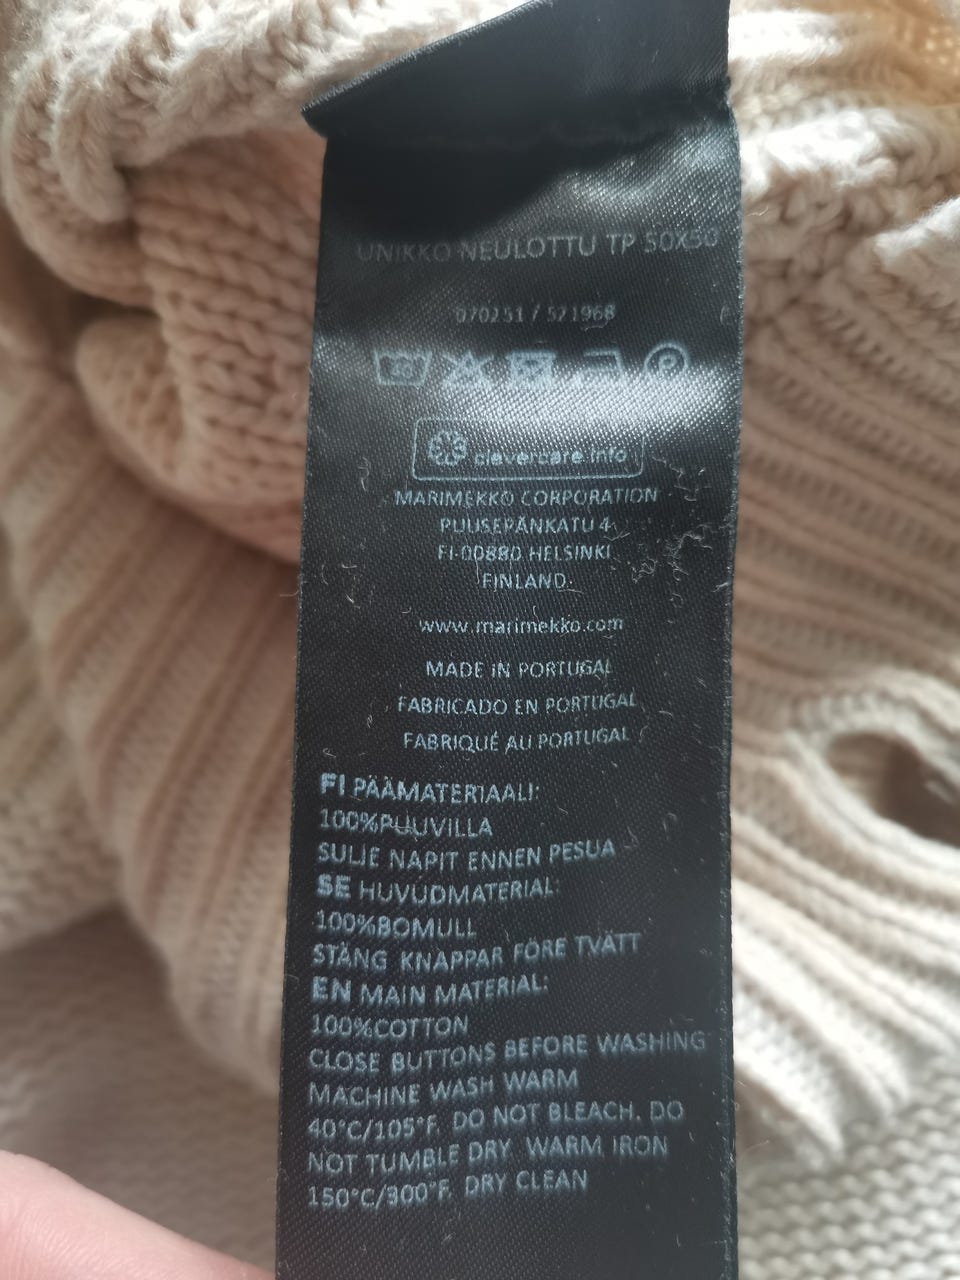 UNIKKO NEULOTTU TP 50X50
070251 / 521968
40 P
clevercare.info
MARIMEKKO CORPORATION
PUUSEPÄNKATU 4
FI-00880 HELSINKI
FINLAND
www.marimekko.com
MADE IN PORTUGAL
FABRICADO EN PORTUGAL
FABRIQUÉ AU PORTUGAL
FI PÄÄMATERIAALI:
100%PUUVILLA
SULJE NAPIT ENNEN PESUA
SE HUVUDMATERIAL:
100%BOMULL
STÄNG KNAPPAR FÖRE TVÄTT
EN MAIN MATERIAL:
100%COTTON
CLOSE BUTTONS BEFORE WASHING
MACHINE WASH WARM
40°C/105°F. DO NOT BLEACH. DO
NOT TUMBLE DRY WARM IRON
150°C/300°F. DRY CLEAN